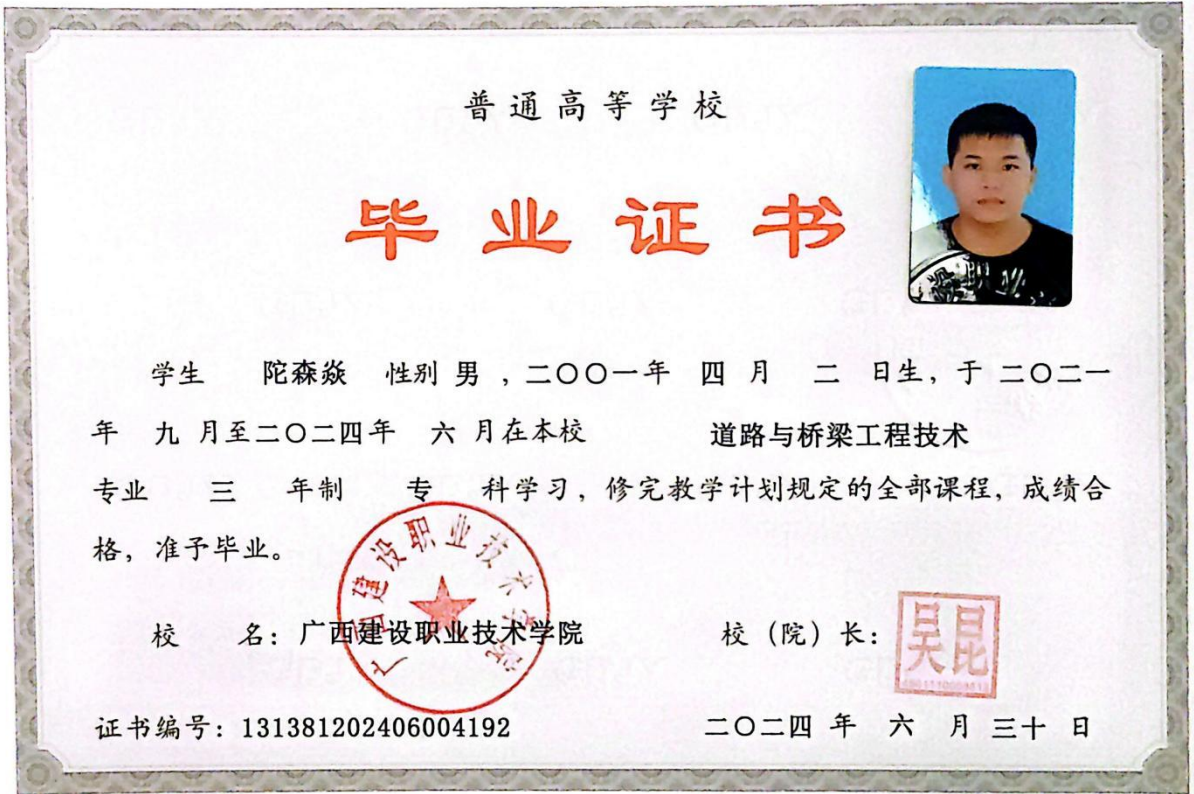 普通高等学校
毕业证书
学生 陀森焱 性别 男 ，二〇〇一年 四 月 二 日生，于 二〇二一
年 九 月至二〇二四年 六 月在本校 道路与桥梁工程技术
专业 三 年制 专 科学习，修完教学计划规定的全部课程，成绩合
格，准予毕业。
广西建设职业技术学院
校 名：广西建设职业技术学院 校（院）长：
吴昆
证书编号：131381202406004192 二〇二四 年 六 月 三十 日